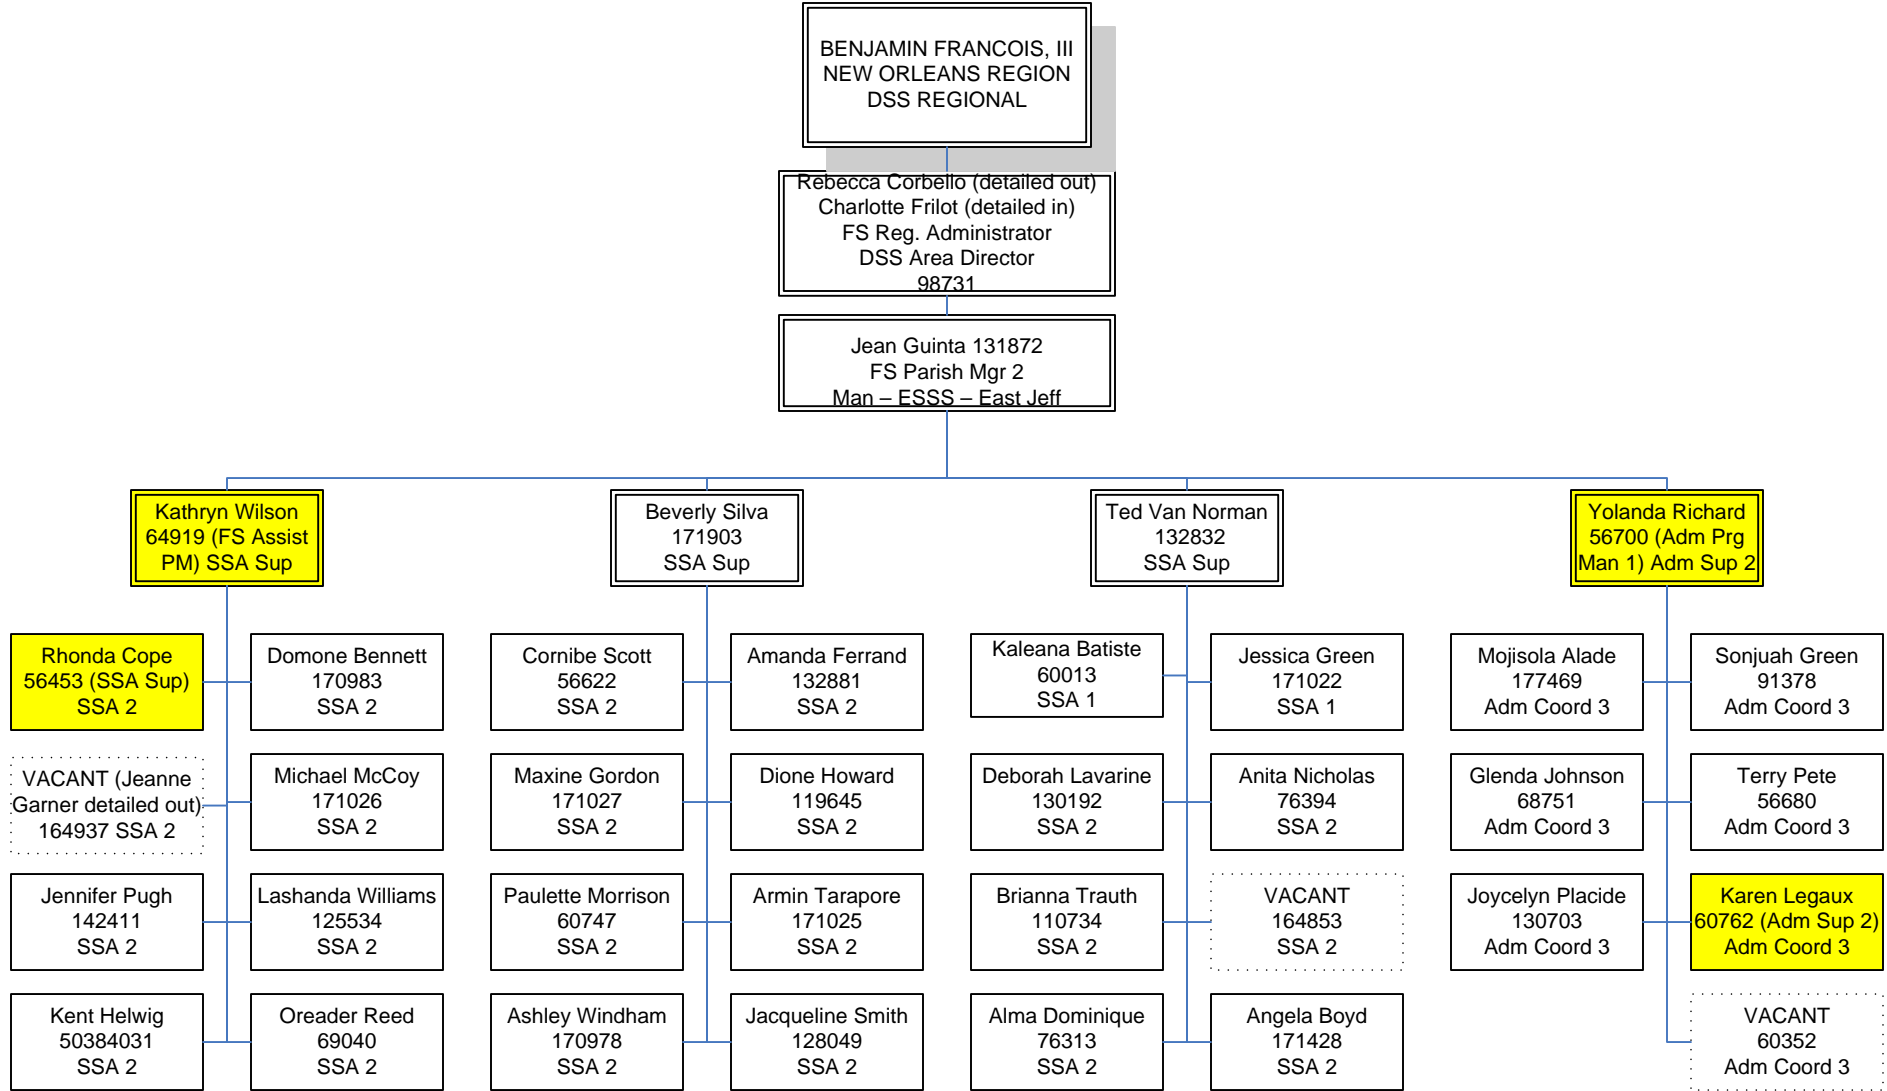 BENJAMIN FRANCOIS, III
NEW ORLEANS REGION
DSS REGIONAL
Rebecca Corbello (detailed out)
Charlotte Frilot (detailed in)
FS Reg. Administrator
DSS Area Director
98731
Jean Guinta 131872
FS Parish Mgr 2
Man – ESSS – East Jeff
Kathryn Wilson
64919 (FS Assist
PM) SSA Sup
Beverly Silva
171903
SSA Sup
Ted Van Norman
132832
SSA Sup
Yolanda Richard
56700 (Adm Prg
Man 1) Adm Sup 2
Rhonda Cope
56453 (SSA Sup)
SSA 2
Domone Bennett
170983
SSA 2
Cornibe Scott
56622
SSA 2
Amanda Ferrand
132881
SSA 2
Kaleana Batiste
60013
SSA 1
Jessica Green
171022
SSA 1
Mojisola Alade
177469
Adm Coord 3
Sonjuah Green
91378
Adm Coord 3
VACANT (Jeanne
Garner detailed out)
164937 SSA 2
Michael McCoy
171026
SSA 2
Maxine Gordon
171027
SSA 2
Dione Howard
119645
SSA 2
Deborah Lavarine
130192
SSA 2
Anita Nicholas
76394
SSA 2
Glenda Johnson
68751
Adm Coord 3
Terry Pete
56680
Adm Coord 3
Jennifer Pugh
142411
SSA 2
Lashanda Williams
125534
SSA 2
Paulette Morrison
60747
SSA 2
Armin Tarapore
171025
SSA 2
Brianna Trauth
110734
SSA 2
VACANT
164853
SSA 2
Joycelyn Placide
130703
Adm Coord 3
Karen Legaux
60762 (Adm Sup 2)
Adm Coord 3
Kent Helwig
50384031
SSA 2
Oreader Reed
69040
SSA 2
Ashley Windham
170978
SSA 2
Jacqueline Smith
128049
SSA 2
Alma Dominique
76313
SSA 2
Angela Boyd
171428
SSA 2
VACANT
60352
Adm Coord 3